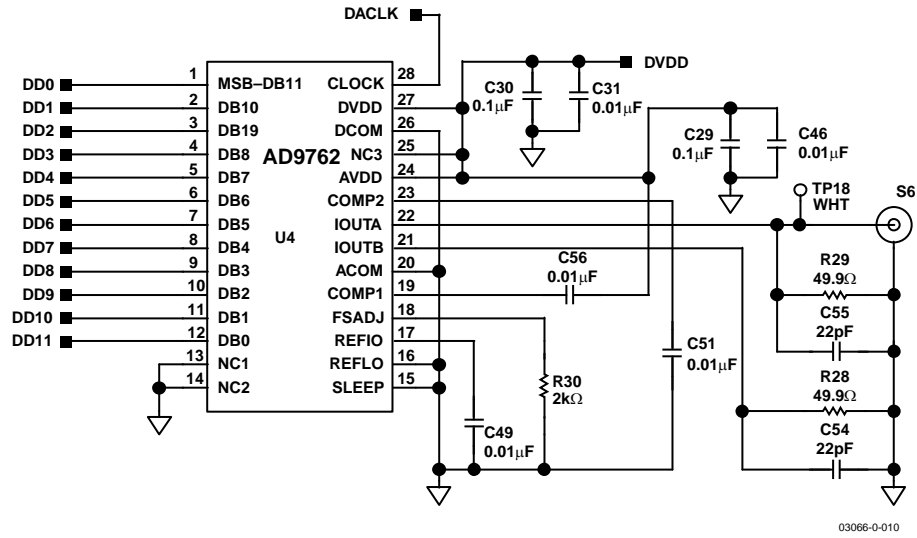 DACLK
DD0
DD1
DD2
DD3
DD4
DD5
DD6
DD7
DD8
DD9
DD10
DD11
1
2
3
4
5
6
7
8
9
10
11
12
13
14
MSB–DB11
DB10
DB19
DB8
DB7
DB6
DB5
DB4
DB3
DB2
DB1
DB0
NC1
NC2
AD9762
U4
CLOCK
DVDD
DCOM
NC3
AVDD
COMP2
IOUTA
IOUTB
ACOM
COMP1
FSADJ
REFIO
REFLO
SLEEP
28
27
26
25
24
23
22
21
20
19
18
17
16
15
DVDD
C30
0.1μF
C31
0.01μF
C29
0.1μF
C46
0.01μF
TP18
WHT
S6
C56
0.01μF
R29
49.9Ω
C55
22pF
C51
0.01μF
R30
2kΩ
R28
49.9Ω
C54
22pF
C49
0.01μF
03066-0-010